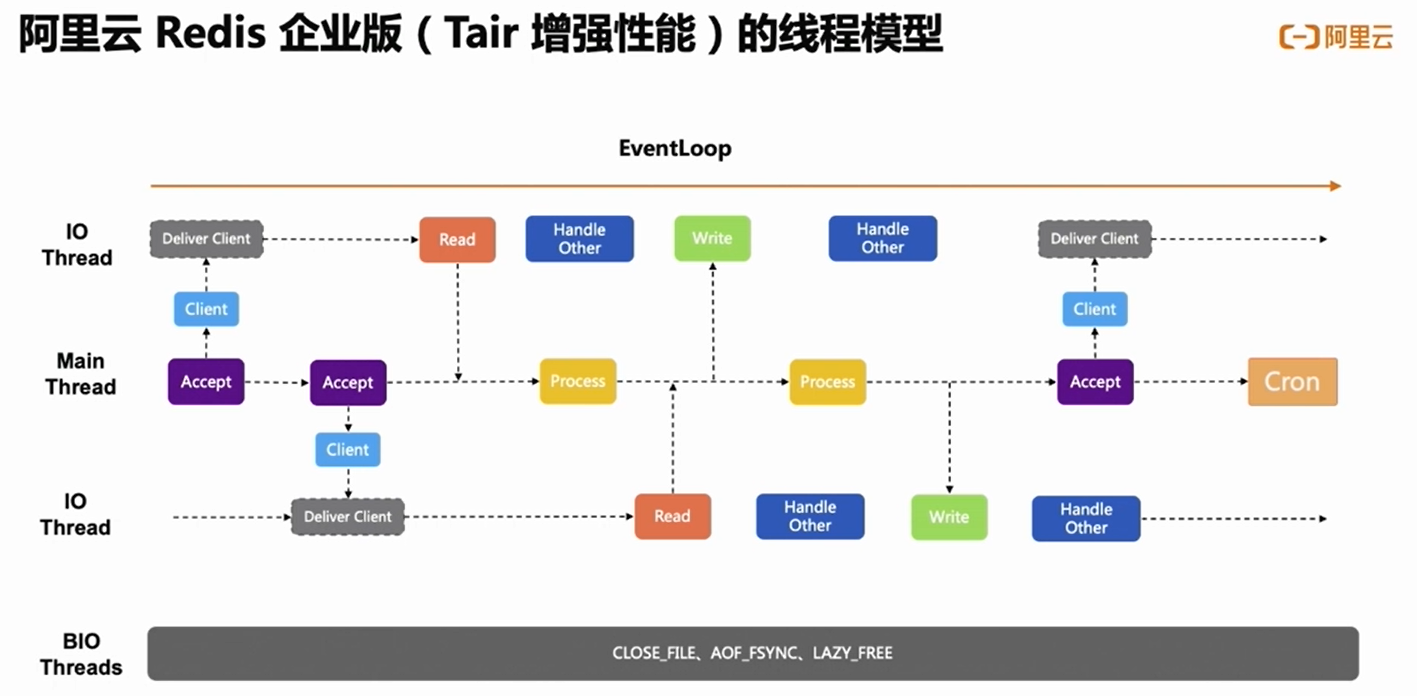 阿里云 Redis 企业版（Tair 增强性能）的线程模型
阿里云
EventLoop
IO
Thread
Deliver Client
Read
Handle
Other
Write
Handle
Other
Deliver Client
Client
Client
Main
Thread
Accept
Accept
Process
Process
Accept
Cron
Client
IO
Thread
Deliver Client
Read
Handle
Other
Write
Handle
Other
BIO
Threads
CLOSE_FILE、AOF_FSYNC、LAZY_FREE